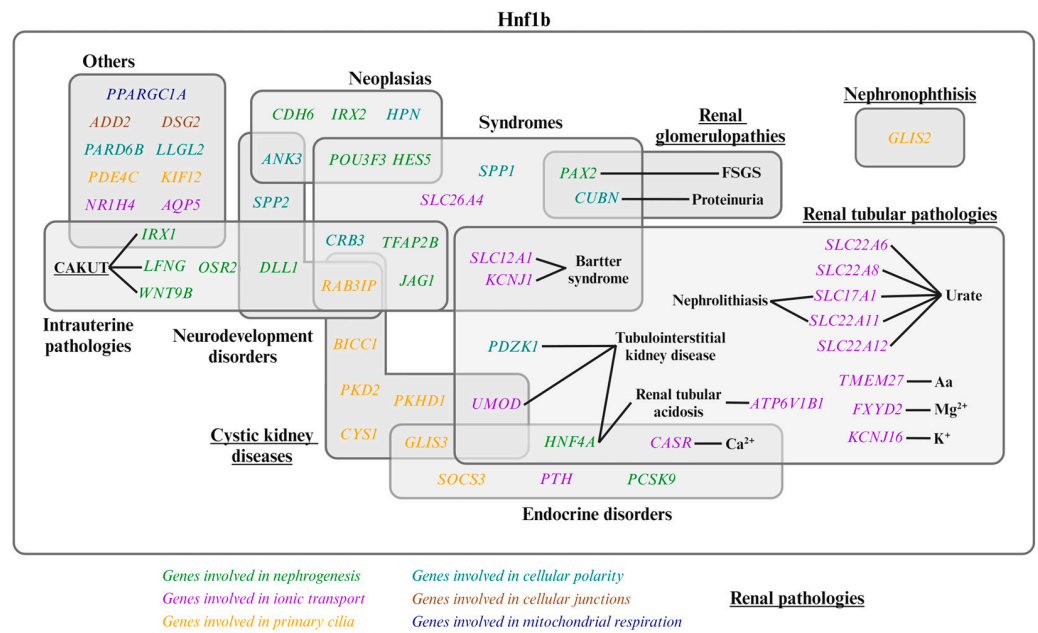 Hnf1b
Others
PPARGC1A
ADD2 DSG2
PARD6B LLGL2
PDE4C KIF12
NR1H4 AQP5
Neoplasias
CDH6 IRX2 HPN
ANK3 POU3F3 HES5
SPP2
Syndromes
SPP1
SLC26A4
Renal
glomerulopathies
PAX2 FSGS
CUBN Proteinuria
Nephronophthisis
GLIS2
IRX1
CAKUT LFNG OSR2 DLL1
WNT9B
CRB3 TFAP2B
RAB3IP JAG1
Intrauterine
pathologies
Neurodevelopment
disorders
SLC12A1
KCNJ1
Bartter
syndrome
Renal tubular pathologies
SLC22A6
SLC22A8
Nephrolithiasis SLC17A1 Urate
SLC22A11
SLC22A12
PDZK1
Tubulointerstitial
kidney disease
BICC1
PKD2 PKHD1
CYS1 GLIS3
Cystic kidney
diseases
UMOD
Renal tubular
acidosis
ATP6V1B1
TMEM27 Aa
FXYD2 Mg²⁺
KCNJ16 K⁺
HNF4A CASR Ca²⁺
SOCS3 PTH PCSK9
Endocrine disorders
Genes involved in nephrogenesis
Genes involved in ionic transport
Genes involved in primary cilia
Genes involved in cellular polarity
Genes involved in cellular junctions
Genes involved in mitochondrial respiration
Renal pathologies